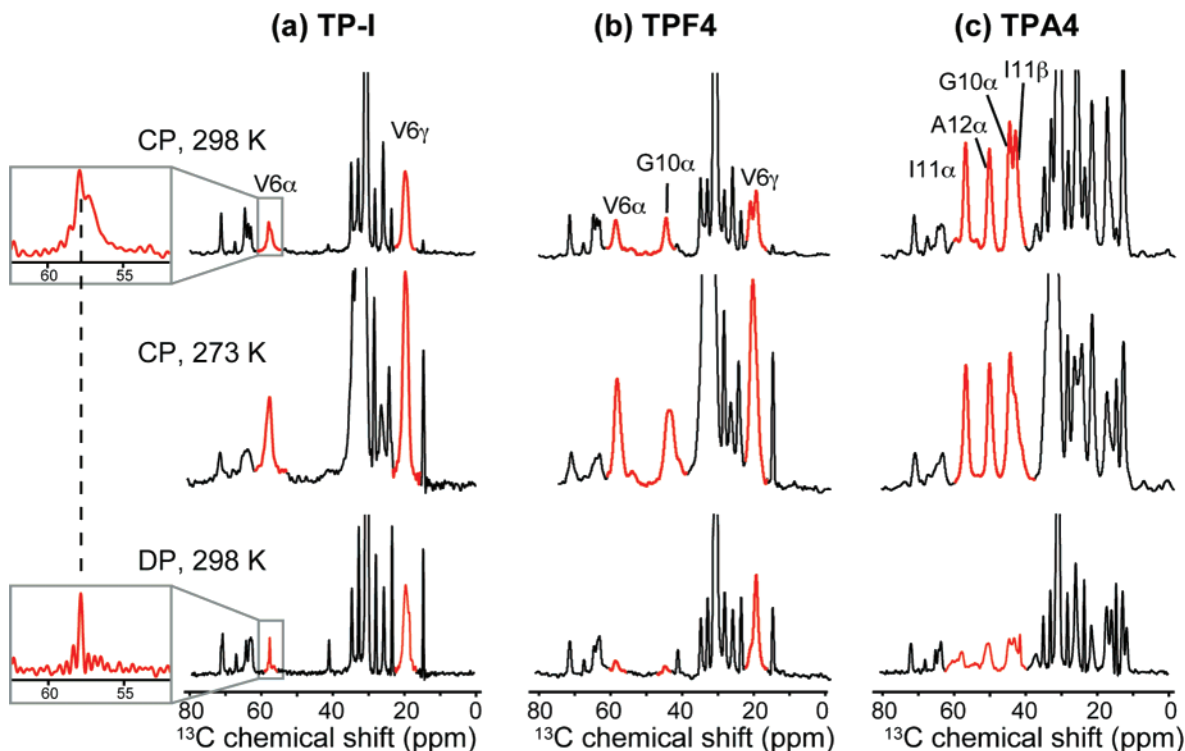 (a) TP-I
(b) TPF4
(c) TPA4
CP, 298 K
V6α
V6γ
V6α
G10α
V6γ
I11α
A12α
G10α
I11β
60
55
CP, 273 K
DP, 298 K
60
55
80 60 40 20 0
80 60 40 20 0
80 60 40 20 0
¹³C chemical shift (ppm)
¹³C chemical shift (ppm)
¹³C chemical shift (ppm)